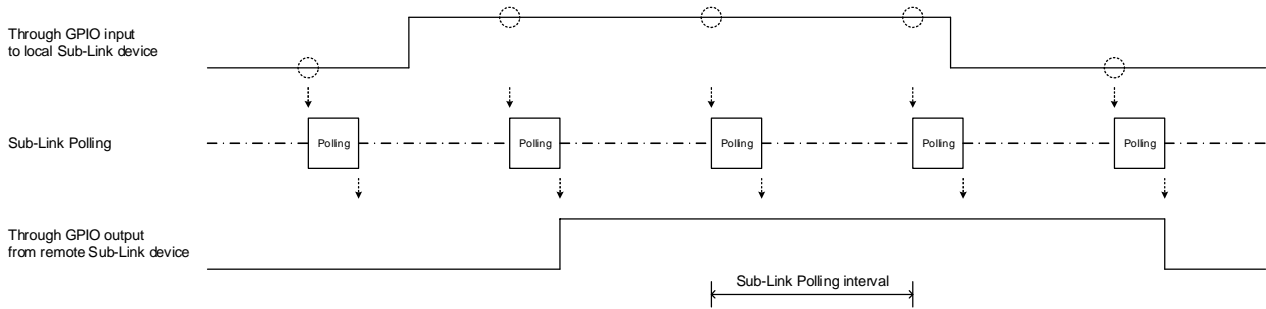 Through GPIO input
to local Sub-Link device
Sub-Link Polling
Polling
Polling
Polling
Polling
Polling
Through GPIO output
from remote Sub-Link device
Sub-Link Polling interval